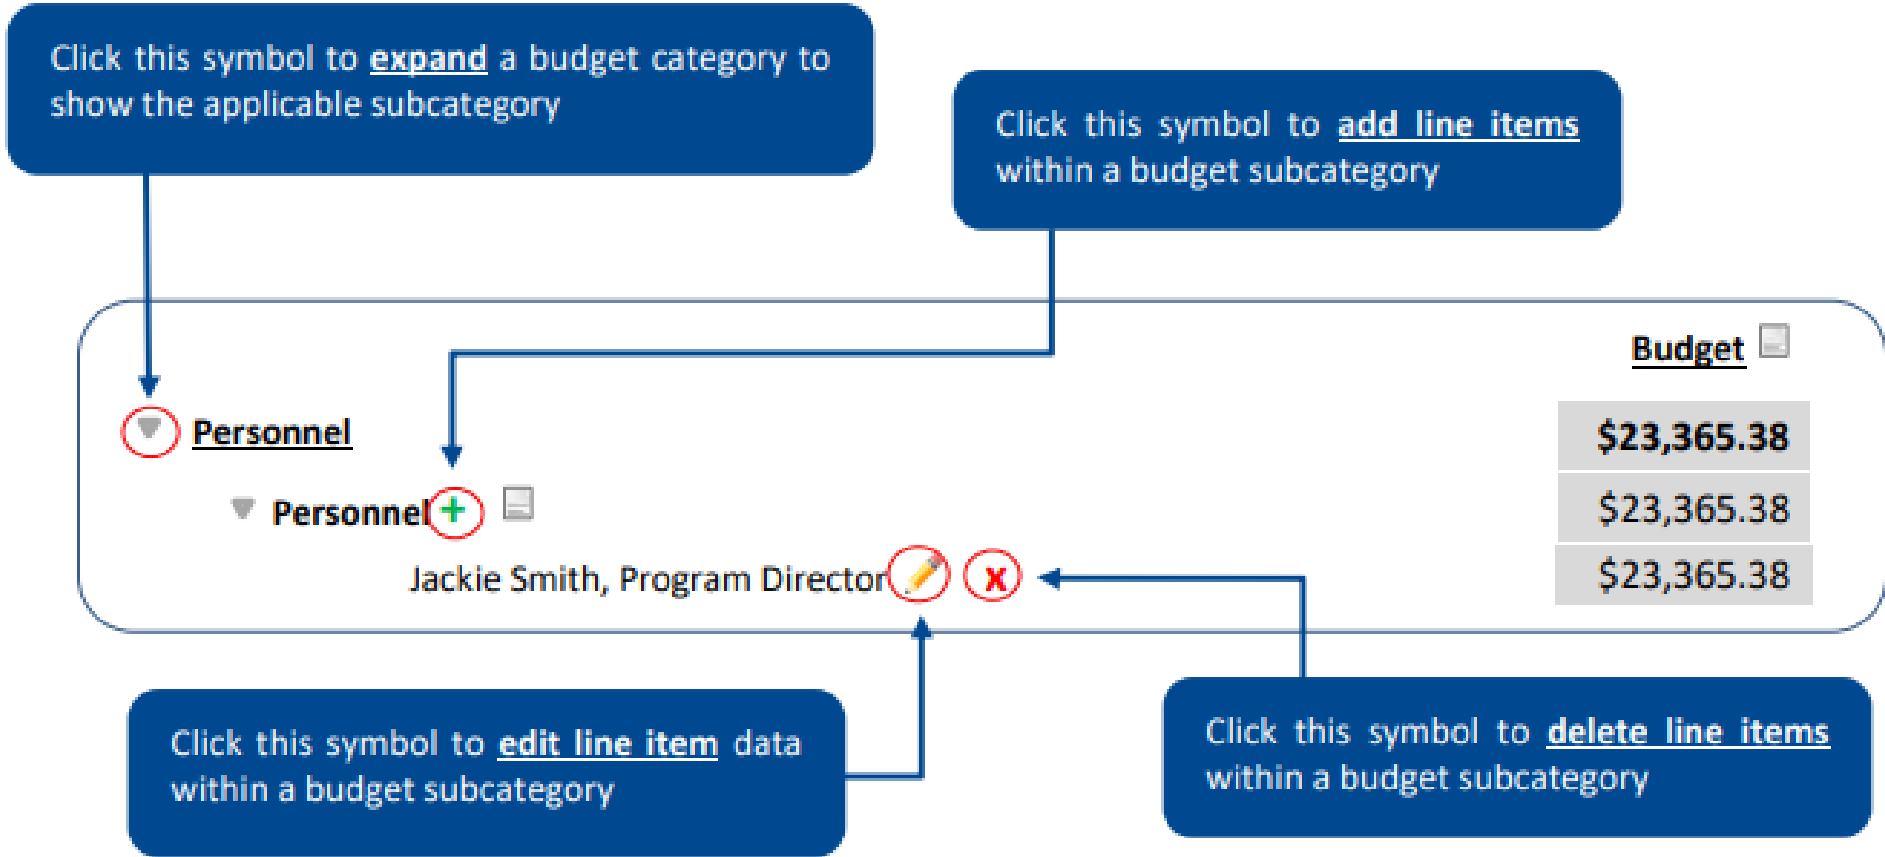 Click this symbol to expand a budget category to
show the applicable subcategory
Click this symbol to add line items
within a budget subcategory
Budget
Personnel
$23,365.38
Personnel +
$23,365.38
Jackie Smith, Program Director x
$23,365.38
Click this symbol to edit line item data
within a budget subcategory
Click this symbol to delete line items
within a budget subcategory